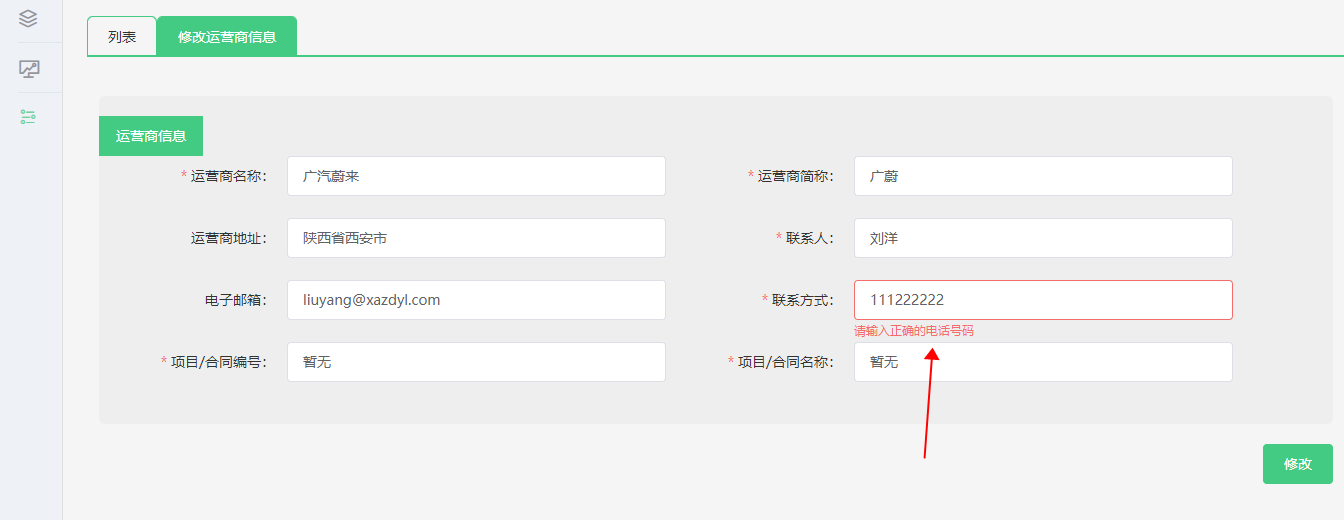 列表
修改运营商信息
运营商信息
* 运营商名称:
广汽蔚来
* 运营商简称:
广蔚
运营商地址:
陕西省西安市
* 联系人:
刘洋
电子邮箱:
liuyang@xazdyl.com
* 联系方式:
111222222
请输入正确的电话号码
* 项目/合同编号:
暂无
* 项目/合同名称:
暂无
修改